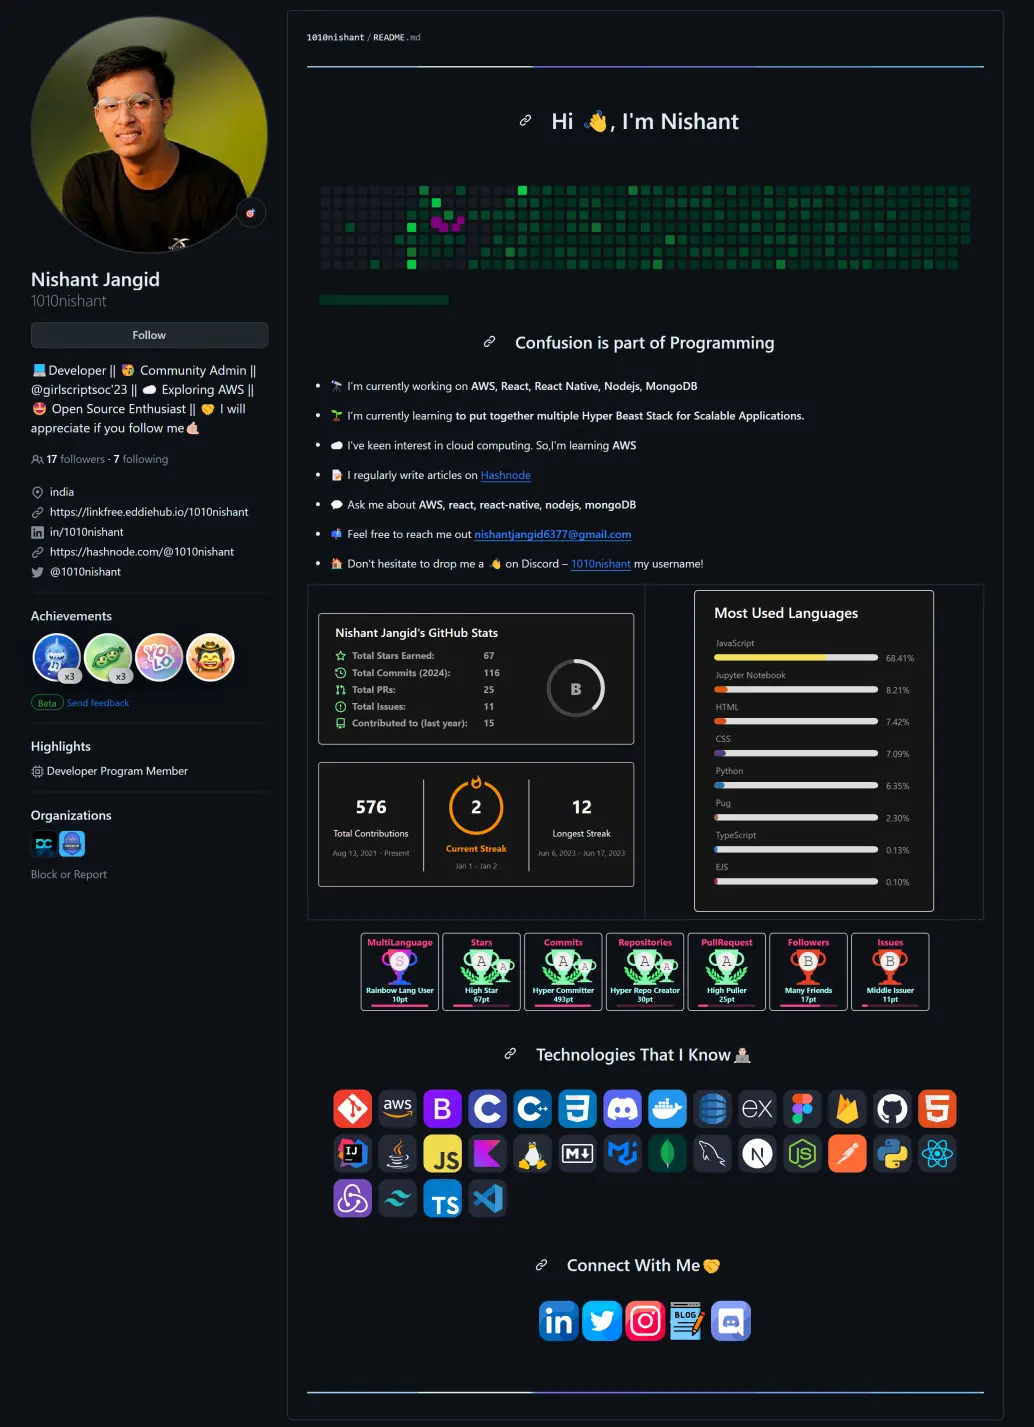 Nishant Jangid
1010nishant
Follow
💻Developer || 🥳 Community Admin ||
@girlscriptsoc'23 || ☁️ Exploring AWS ||
🤩 Open Source Enthusiast || 🤝 I will
appreciate if you follow me🤙🏻
17 followers · 7 following
india
https://linkfree.eddiehub.io/1010nishant
in/1010nishant
https://hashnode.com/@1010nishant
@1010nishant
Achievements
x3
x3
YOLO
Beta Send feedback
Highlights
Developer Program Member
Organizations
DC
Block or Report
1010nishant/README.md
Hi 👋, I'm Nishant
Confusion is part of Programming
🔭 I'm currently working on AWS, React, React Native, Nodejs, MongoDB
🌱 I'm currently learning to put together multiple Hyper Beast Stack for Scalable Applications.
☁️ I've keen interest in cloud computing. So,I'm learning AWS
📝 I regularly write articles on Hashnode
💬 Ask me about AWS, react, react-native, nodejs, mongoDB
📫 Feel free to reach me out nishantjangid6377@gmail.com
🏠 Don't hesitate to drop me a 👋 on Discord – 1010nishant my username!
Nishant Jangid's GitHub Stats
Total Stars Earned: 67
Total Commits (2024): 116
Total PRs: 25
Total Issues: 11
Contributed to (last year): 15
B
576
Total Contributions
Aug 13, 2021 - Present
2
Current Streak
Jan 1 - Jan 2
12
Longest Streak
Jun 6, 2023 - Jun 17, 2023
Most Used Languages
JavaScript
68.41%
Jupyter Notebook
8.21%
HTML
7.42%
CSS
7.09%
Python
6.35%
Pug
2.30%
TypeScript
0.13%
EJS
0.10%
MultiLanguage
S
Rainbow Lang User
10pt
Stars
A A
High Star
67pt
Commits
A A
Hyper Committer
493pt
Repositories
A A
Hyper Repo Creator
30pt
PullRequest
A
High Puller
25pt
Followers
B
Many Friends
17pt
Issues
B
Middle Issuer
11pt
Technologies That I Know👨🏻‍💻
aws B C C++ 3 ex 5
IJ JS M N JS
TS
Connect With Me🤝
in BLOG